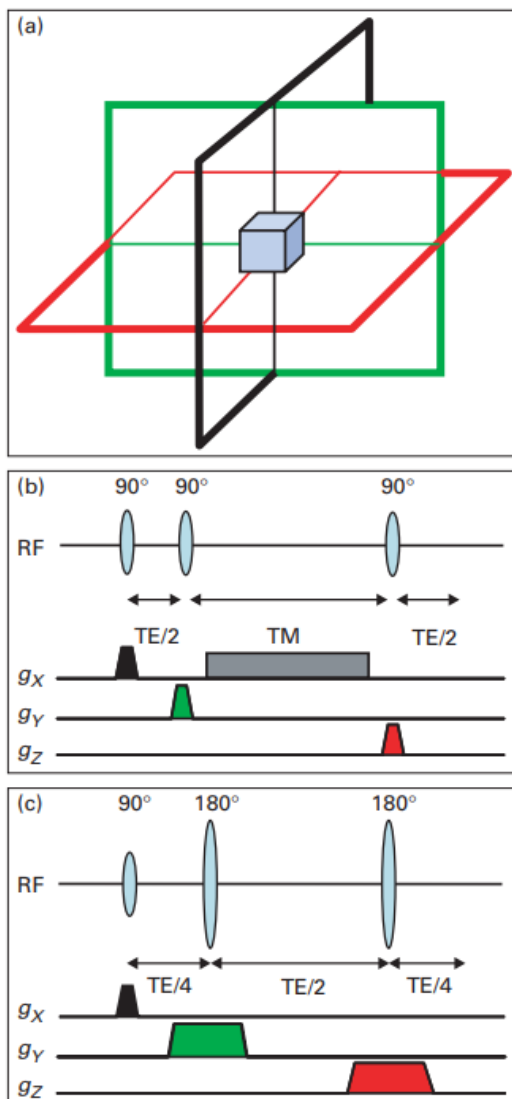 (a)
(b)
90° 90° 90°
RF
TE/2 TM TE/2
gX
gY
gZ
(c)
90° 180° 180°
RF
TE/4 TE/2 TE/4
gX
gY
gZ